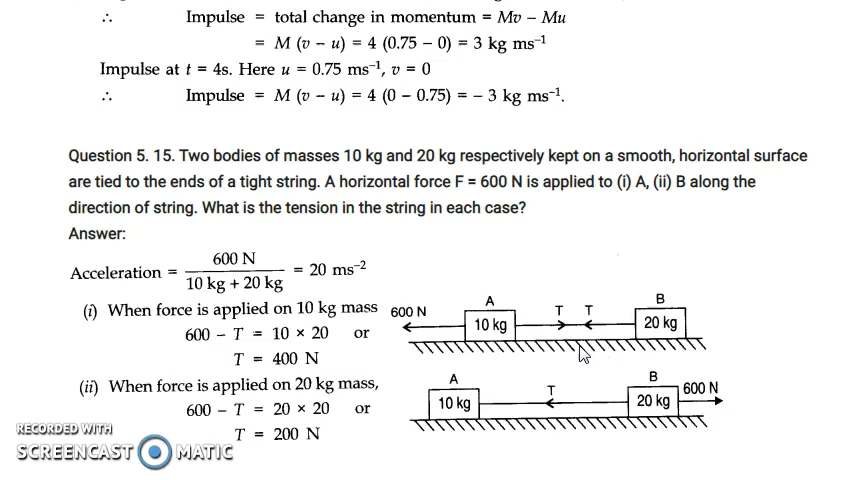 ∴ Impulse = total change in momentum = Mv – Mu
= M (v – u) = 4 (0.75 – 0) = 3 kg ms⁻¹
Impulse at t = 4s. Here u = 0.75 ms⁻¹, v = 0
∴ Impulse = M (v – u) = 4 (0 – 0.75) = – 3 kg ms⁻¹.
Question 5. 15. Two bodies of masses 10 kg and 20 kg respectively kept on a smooth, horizontal surface
are tied to the ends of a tight string. A horizontal force F = 600 N is applied to (i) A, (ii) B along the
direction of string. What is the tension in the string in each case?
Answer:
Acceleration = 600 N / 10 kg + 20 kg = 20 ms⁻²
(i) When force is applied on 10 kg mass
600 – T = 10 × 20 or
T = 400 N
(ii) When force is applied on 20 kg mass,
600 – T = 20 × 20 or
T = 200 N
600 N A T T B
10 kg 20 kg
A T B 600 N
10 kg 20 kg
RECORDED WITH
SCREENCAST MATIC